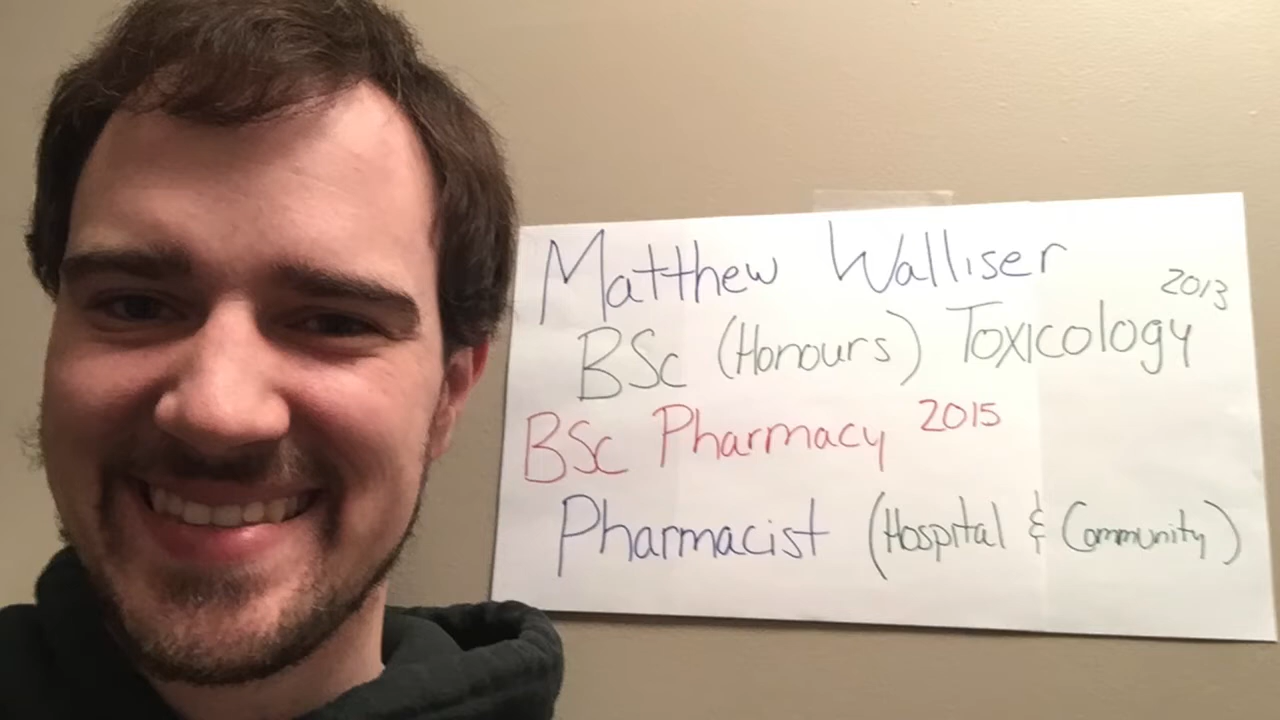 Matthew Walliser
BSc (Honours) Toxicology 2013
BSc Pharmacy 2015
Pharmacist (Hospital & Community)